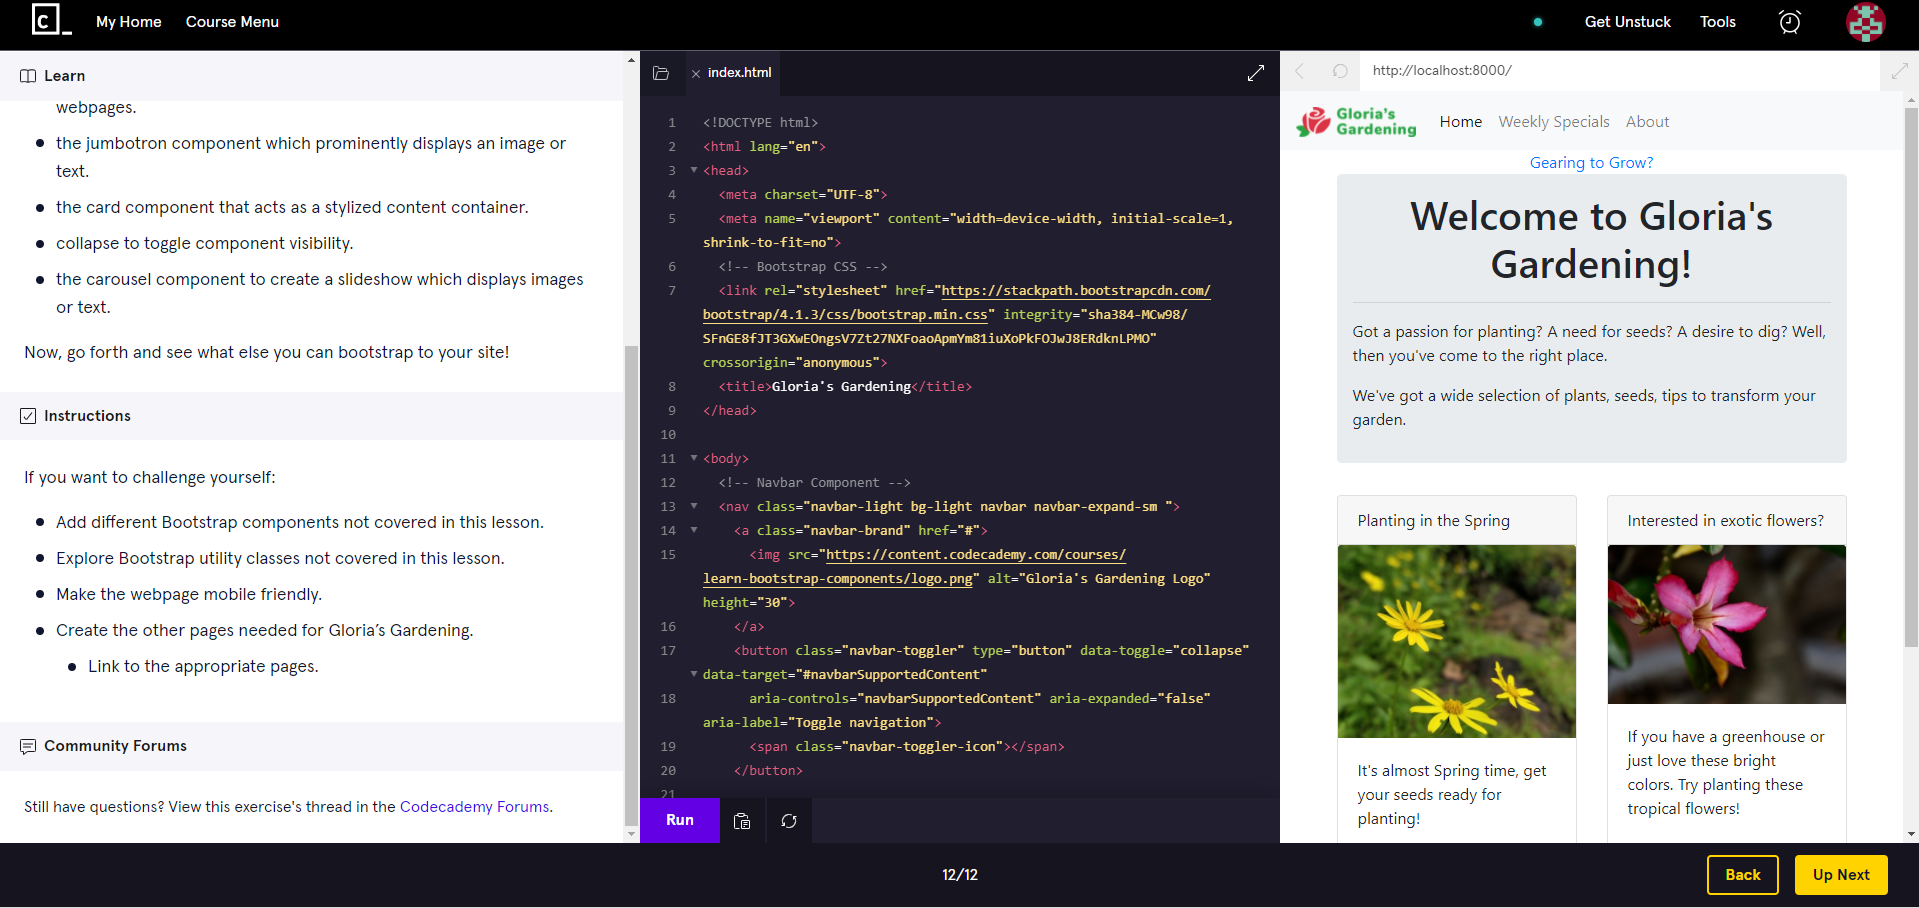 c_
My Home
Course Menu
Get Unstuck
Tools
Learn
webpages.
the jumbotron component which prominently displays an image or
text.
the card component that acts as a stylized content container.
collapse to toggle component visibility.
the carousel component to create a slideshow which displays images
or text.
Now, go forth and see what else you can bootstrap to your site!
Instructions
If you want to challenge yourself:
Add different Bootstrap components not covered in this lesson.
Explore Bootstrap utility classes not covered in this lesson.
Make the webpage mobile friendly.
Create the other pages needed for Gloria’s Gardening.
Link to the appropriate pages.
Community Forums
Still have questions? View this exercise's thread in the Codecademy Forums.
index.html
1 <!DOCTYPE html>
2 <html lang="en">
3 <head>
4 <meta charset="UTF-8">
5 <meta name="viewport" content="width=device-width, initial-scale=1,
shrink-to-fit=no">
6 <!-- Bootstrap CSS -->
7 <link rel="stylesheet" href="https://stackpath.bootstrapcdn.com/
bootstrap/4.1.3/css/bootstrap.min.css" integrity="sha384-MCw98/
SFnGE8fJT3GXwEOngsV7Zt27NXFoaoApmYm81iuXoPkFOJwJ8ERdknLPMO"
crossorigin="anonymous">
8 <title>Gloria's Gardening</title>
9 </head>
10
11 <body>
12 <!-- Navbar Component -->
13 <nav class="navbar-light bg-light navbar navbar-expand-sm ">
14 <a class="navbar-brand" href="#">
15 <img src="https://content.codecademy.com/courses/
learn-bootstrap-components/logo.png" alt="Gloria's Gardening Logo"
height="30">
16 </a>
17 <button class="navbar-toggler" type="button" data-toggle="collapse"
data-target="#navbarSupportedContent"
18 aria-controls="navbarSupportedContent" aria-expanded="false"
aria-label="Toggle navigation">
19 <span class="navbar-toggler-icon"></span>
20 </button>
21
Run
http://localhost:8000/
Gloria's
Gardening
Home
Weekly Specials
About
Gearing to Grow?
Welcome to Gloria's
Gardening!
Got a passion for planting? A need for seeds? A desire to dig? Well,
then you've come to the right place.
We've got a wide selection of plants, seeds, tips to transform your
garden.
Planting in the Spring
It's almost Spring time, get
your seeds ready for
planting!
Interested in exotic flowers?
If you have a greenhouse or
just love these bright
colors. Try planting these
tropical flowers!
12/12
Back
Up Next